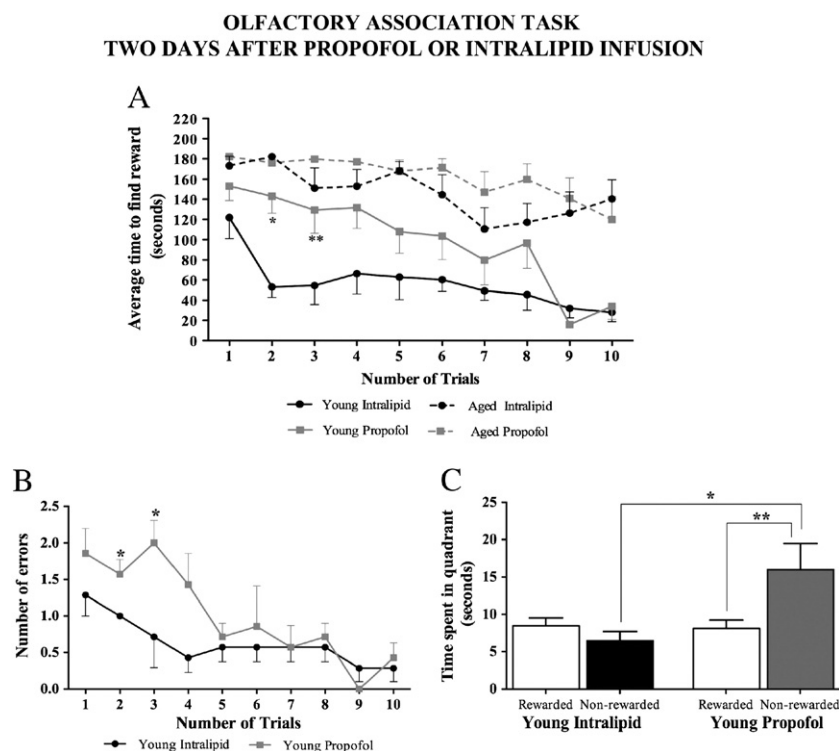 OLFACTORY ASSOCIATION TASK
TWO DAYS AFTER PROPOFOL OR INTRALIPID INFUSION
A
Average time to find reward
(seconds)
220
200
180
160
140
120
100
80
60
40
20
0
*
**
1 2 3 4 5 6 7 8 9 10
Number of Trials
Young Intralipid Aged Intralipid
Young Propofol Aged Propofol
B
Number of errors
2.5
2.0
1.5
1.0
0.5
0.0
* *
1 2 3 4 5 6 7 8 9 10
Number of Trials
Young Intralipid Young Propofol
C
Time spent in quadrant
(seconds)
25
20
15
10
5
0
*
**
Rewarded Non-rewarded Rewarded Non-rewarded
Young Intralipid Young Propofol